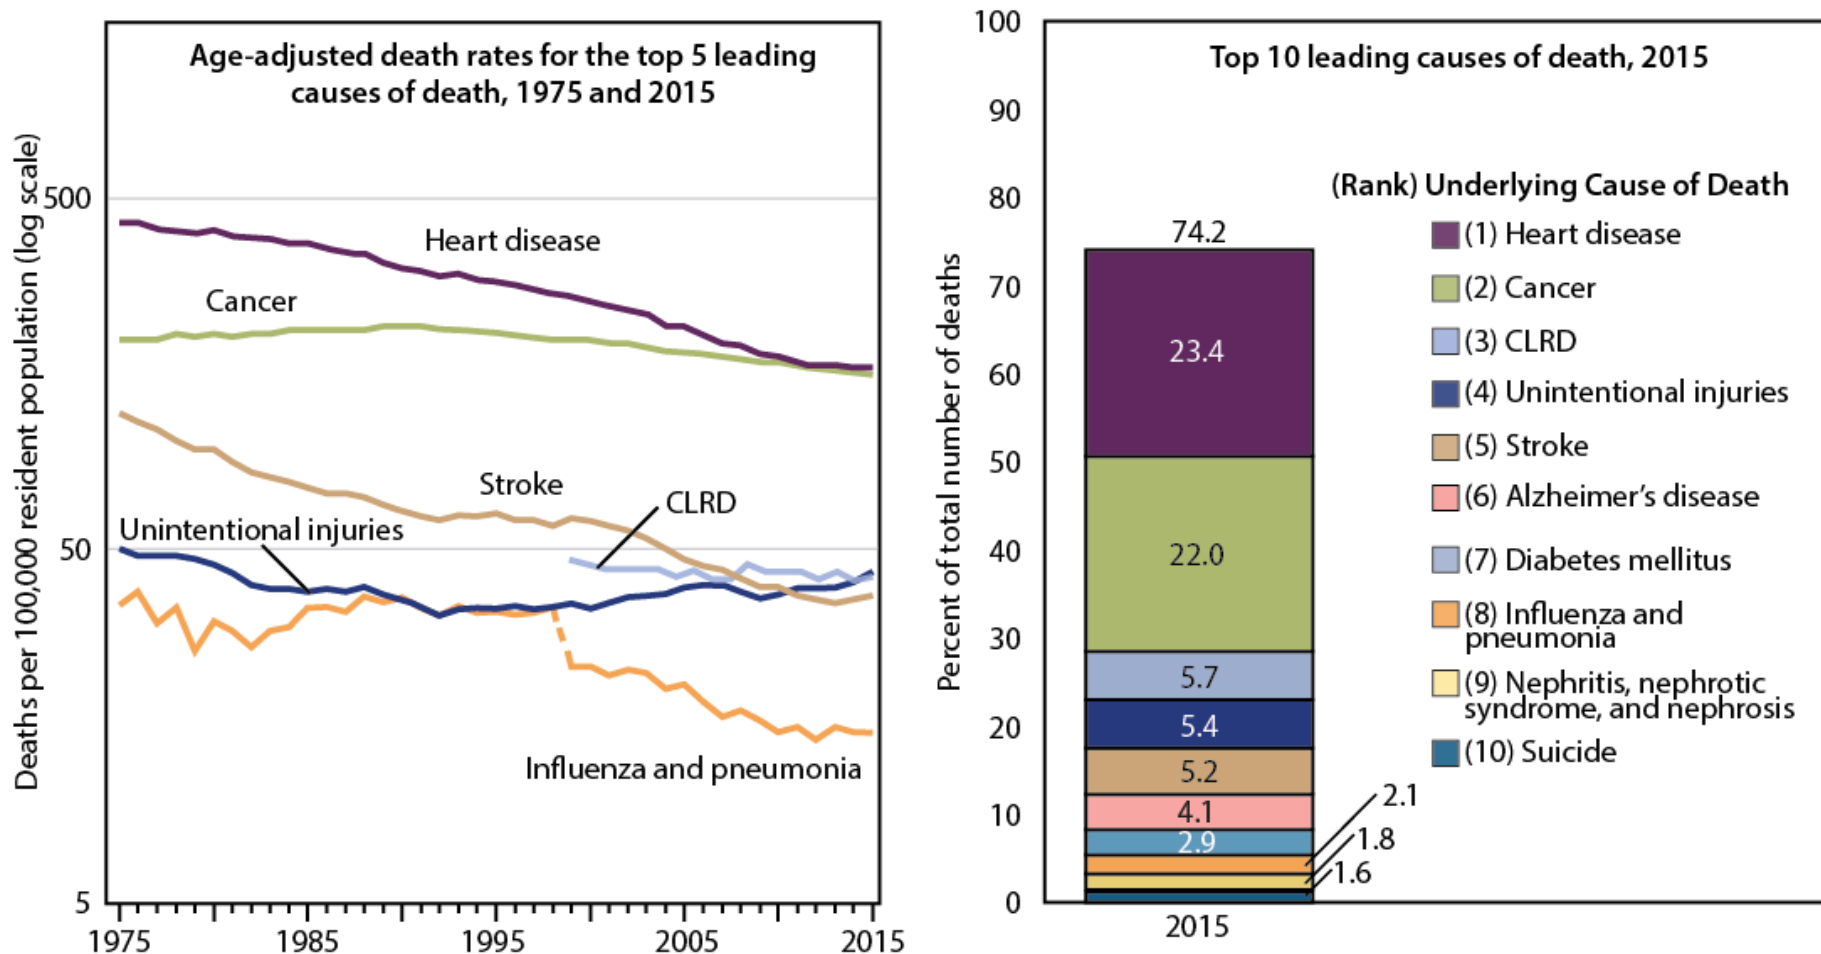 Age-adjusted death rates for the top 5 leading
causes of death, 1975 and 2015
Deaths per 100,000 resident population (log scale)
500
50
5
Heart disease
Cancer
Stroke
CLRD
Unintentional injuries
Influenza and pneumonia
1975
1985
1995
2005
2015
Top 10 leading causes of death, 2015
Percent of total number of deaths
100
90
80
70
60
50
40
30
20
10
0
74.2
23.4
22.0
5.7
5.4
5.2
4.1
2.9
2.1
1.8
1.6
2015
(Rank) Underlying Cause of Death
(1) Heart disease
(2) Cancer
(3) CLRD
(4) Unintentional injuries
(5) Stroke
(6) Alzheimer’s disease
(7) Diabetes mellitus
(8) Influenza and
pneumonia
(9) Nephritis, nephrotic
syndrome, and nephrosis
(10) Suicide